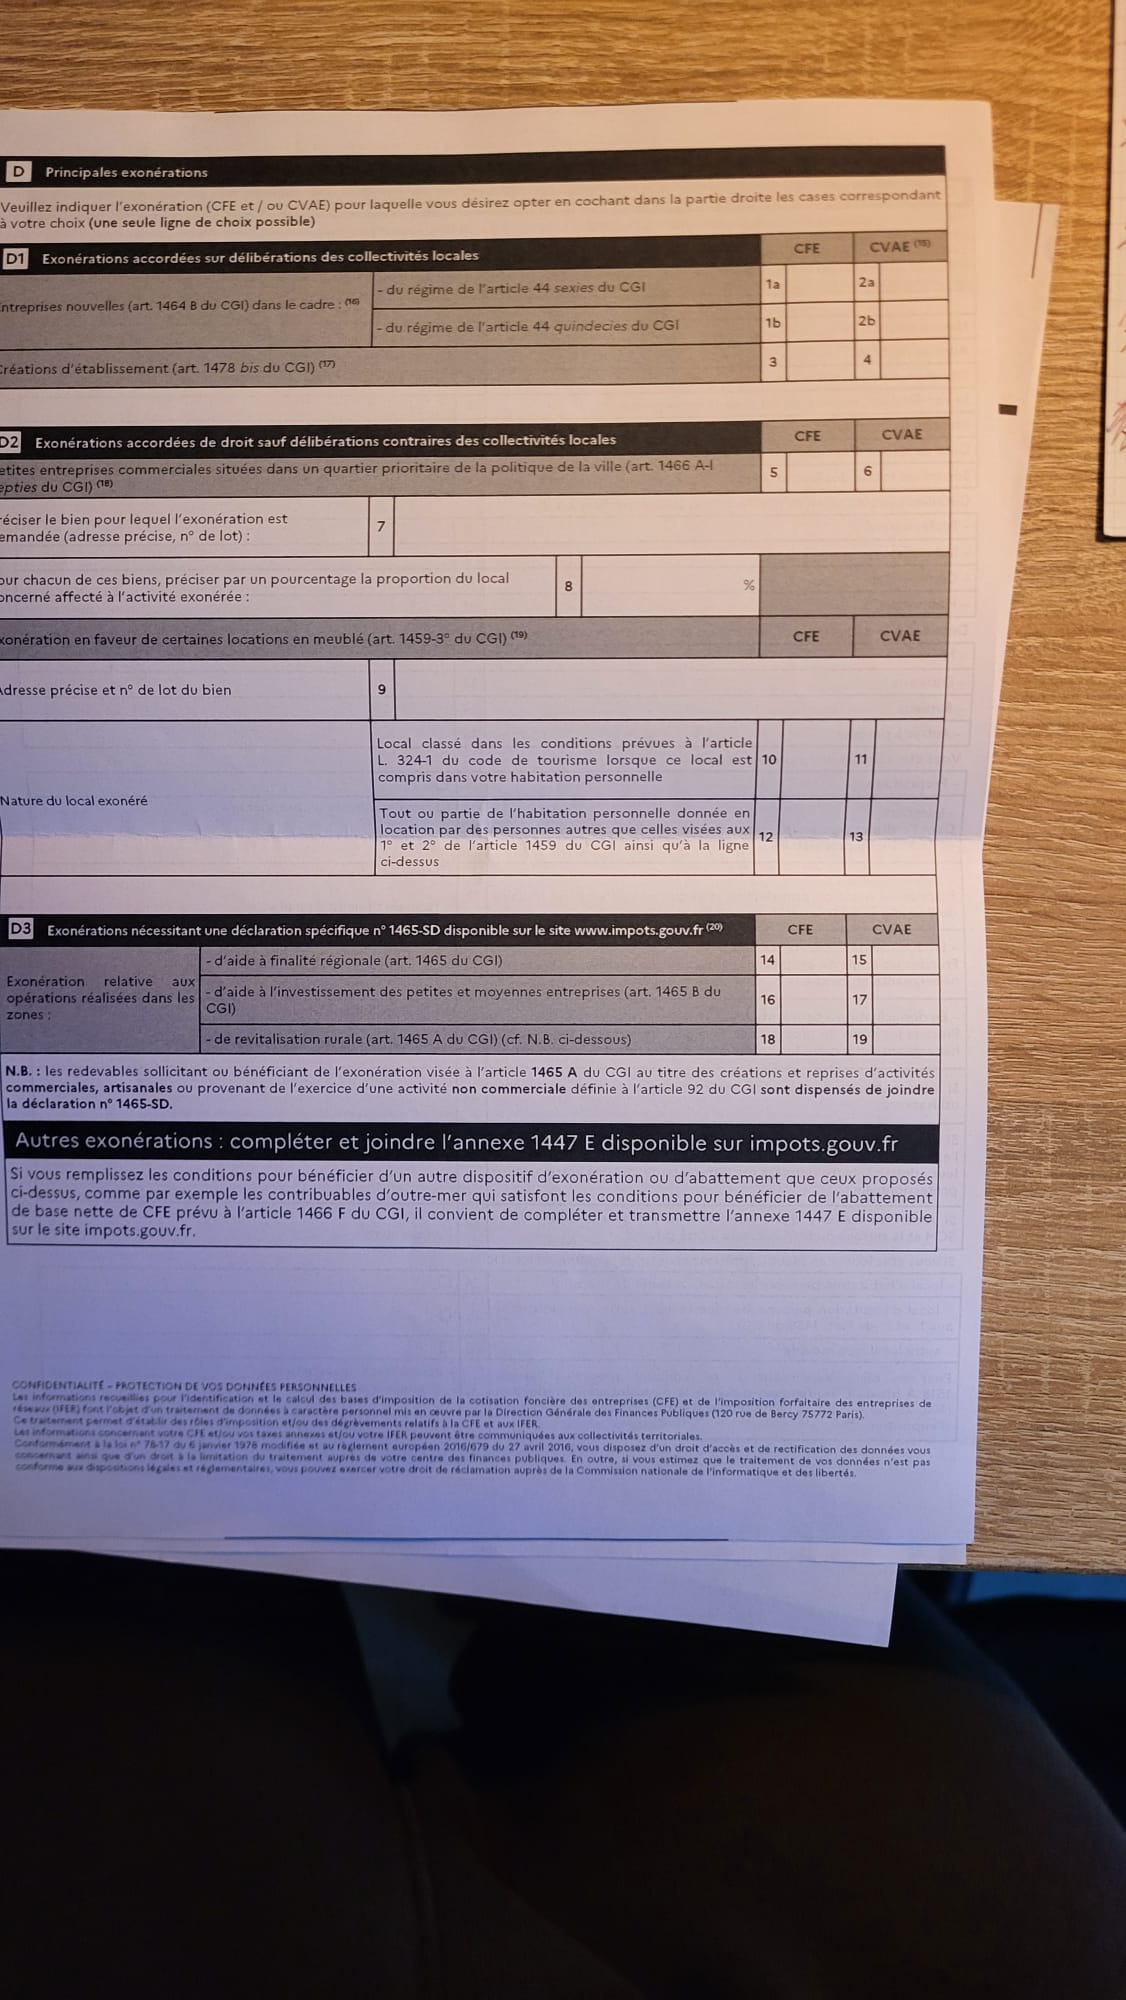 D Principales exonérations
Veuillez indiquer l'exonération (CFE et / ou CVAE) pour laquelle vous désirez opter en cochant dans la partie droite les cases correspondant
à votre choix (une seule ligne de choix possible)
D1 Exonérations accordées sur délibérations des collectivités locales CFE CVAE (15)
ntreprises nouvelles (art. 1464 B du CGI) dans le cadre : (16)
- du régime de l'article 44 sexies du CGI 1a 2a
- du régime de l'article 44 quindecies du CGI 1b 2b
réations d'établissement (art. 1478 bis du CGI) (17) 3 4
D2 Exonérations accordées de droit sauf délibérations contraires des collectivités locales CFE CVAE
etites entreprises commerciales situées dans un quartier prioritaire de la politique de la ville (art. 1466 A-I
epties du CGI) (18) 5 6
réciser le bien pour lequel l'exonération est
emandée (adresse précise, n° de lot) : 7
our chacun de ces biens, préciser par un pourcentage la proportion du local
oncerné affecté à l'activité exonérée : 8 %
xonération en faveur de certaines locations en meublé (art. 1459-3° du CGI) (19) CFE CVAE
dresse précise et n° de lot du bien 9
Nature du local exonéré
Local classé dans les conditions prévues à l'article
L. 324-1 du code de tourisme lorsque ce local est 10 11
compris dans votre habitation personnelle
Tout ou partie de l'habitation personnelle donnée en
location par des personnes autres que celles visées aux
1° et 2° de l'article 1459 du CGI ainsi qu'à la ligne 12 13
ci-dessus
D3 Exonérations nécessitant une déclaration spécifique n° 1465-SD disponible sur le site www.impots.gouv.fr (20) CFE CVAE
Exonération relative aux
opérations réalisées dans les
zones :
- d'aide à finalité régionale (art. 1465 du CGI) 14 15
- d'aide à l'investissement des petites et moyennes entreprises (art. 1465 B du
CGI) 16 17
- de revitalisation rurale (art. 1465 A du CGI) (cf. N.B. ci-dessous) 18 19
N.B. : les redevables sollicitant ou bénéficiant de l'exonération visée à l'article 1465 A du CGI au titre des créations et reprises d'activités
commerciales, artisanales ou provenant de l'exercice d'une activité non commerciale définie à l'article 92 du CGI sont dispensés de joindre
la déclaration n° 1465-SD.
Autres exonérations : compléter et joindre l'annexe 1447 E disponible sur impots.gouv.fr
Si vous remplissez les conditions pour bénéficier d'un autre dispositif d'exonération ou d'abattement que ceux proposés
ci-dessus, comme par exemple les contribuables d'outre-mer qui satisfont les conditions pour bénéficier de l'abattement
de base nette de CFE prévu à l'article 1466 F du CGI, il convient de compléter et transmettre l'annexe 1447 E disponible
sur le site impots.gouv.fr.
CONFIDENTIALITÉ – PROTECTION DE VOS DONNÉES PERSONNELLES
Les informations recueillies pour l'identification et le calcul des bases d'imposition de la cotisation foncière des entreprises (CFE) et de l'imposition forfaitaire des entreprises de
réseaux (IFER) font l'objet d'un traitement de données à caractère personnel mis en œuvre par la Direction Générale des Finances Publiques (120 rue de Bercy 75772 Paris).
Ce traitement permet d'établir des rôles d'imposition et/ou des dégrèvements relatifs à la CFE et aux IFER.
Les informations concernant votre CFE et/ou vos taxes annexes et/ou votre IFER peuvent être communiquées aux collectivités territoriales.
Conformément à la loi n° 78-17 du 6 janvier 1978 modifiée et au règlement européen 2016/679 du 27 avril 2016, vous disposez d'un droit d'accès et de rectification des données vous
concernant ainsi que d'un droit à la limitation du traitement auprès de votre centre des finances publiques. En outre, si vous estimez que le traitement de vos données n'est pas
conforme aux dispositions légales et réglementaires, vous pouvez exercer votre droit de réclamation auprès de la Commission nationale de l'informatique et des libertés.